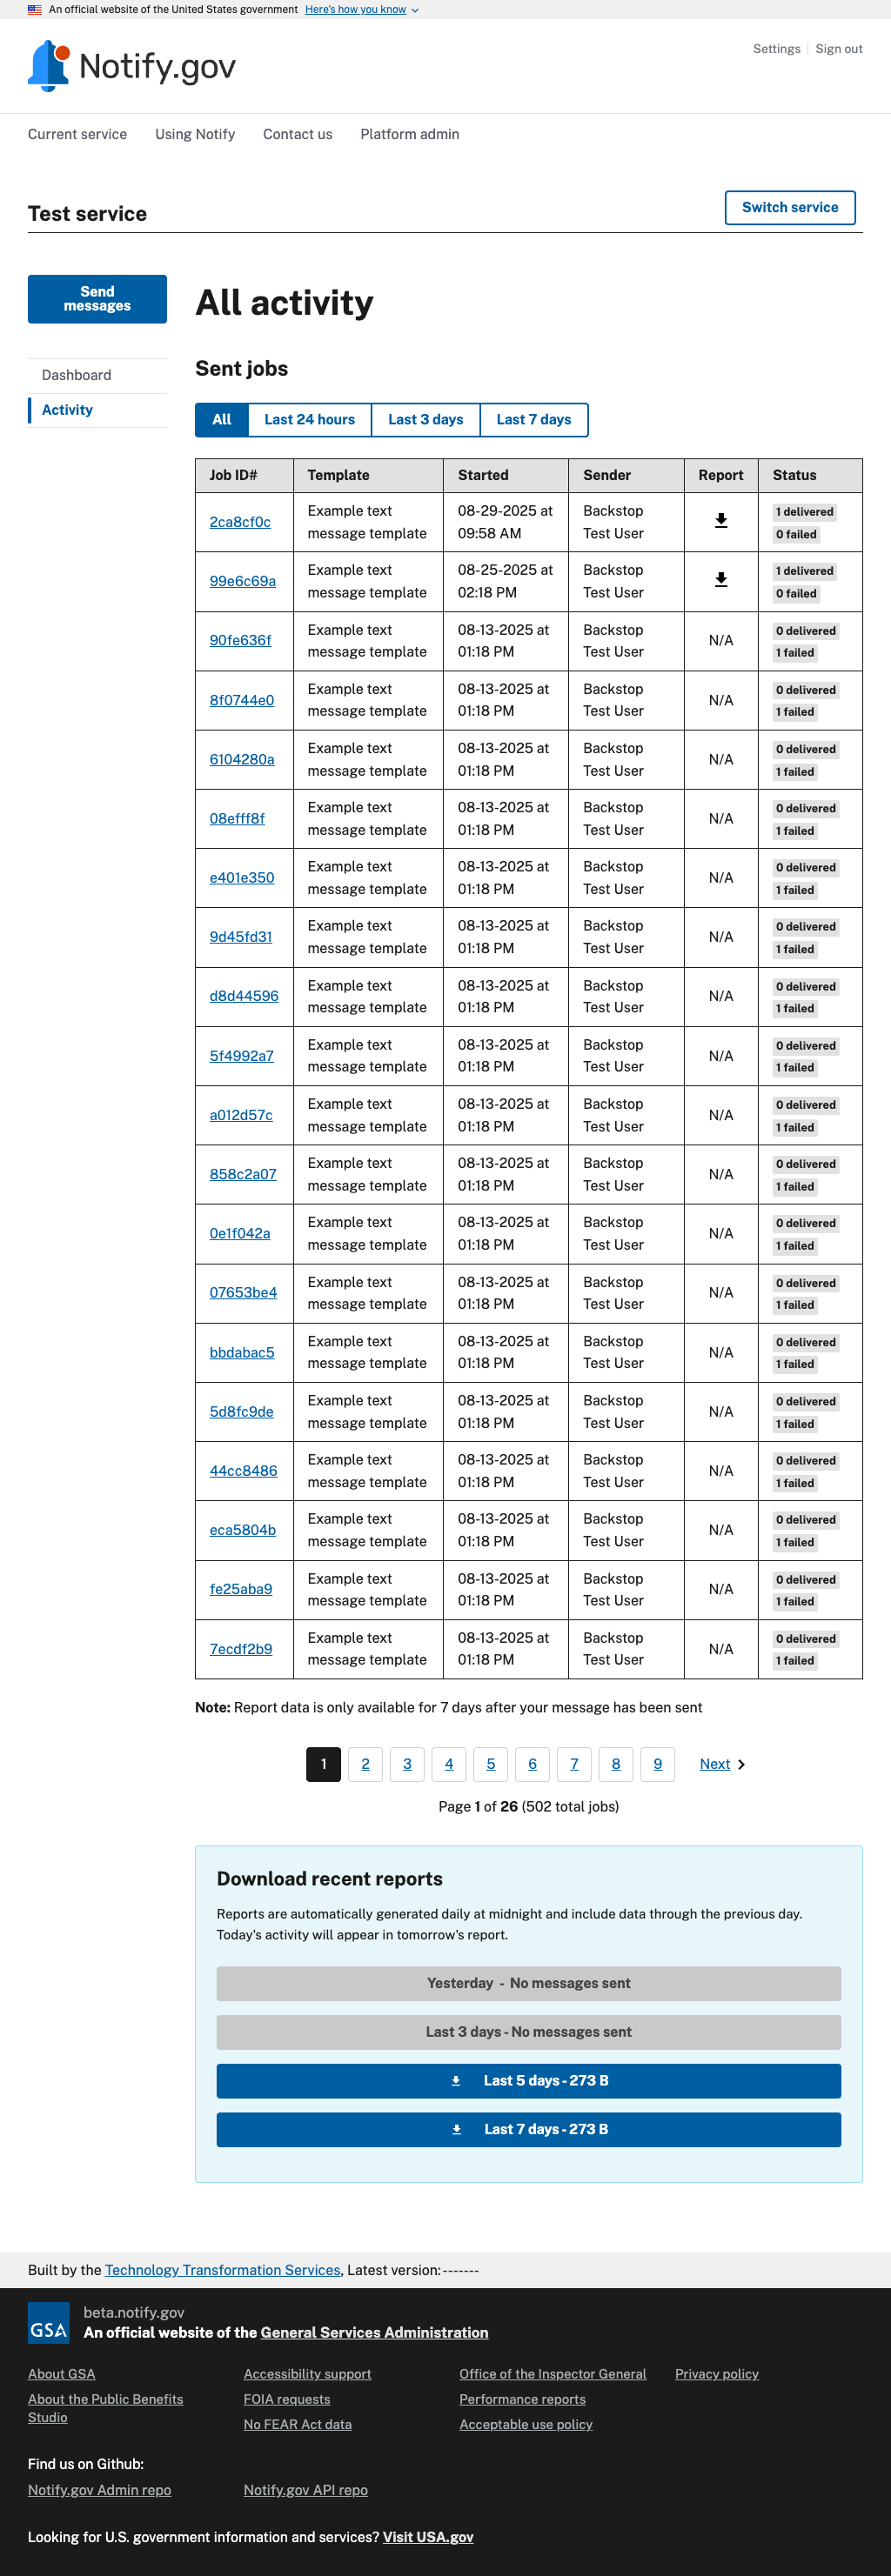 An official website of the United States government Here's how you know
Notify.gov
Settings Sign out
Current service Using Notify Contact us Platform admin
Test service
Switch service
Send
messages
Dashboard
Activity
All activity
Sent jobs
All Last 24 hours Last 3 days Last 7 days
Job ID# Template Started Sender Report Status
2ca8cf0c Example text message template 08-29-2025 at 09:58 AM Backstop Test User 1 delivered 0 failed
99e6c69a Example text message template 08-25-2025 at 02:18 PM Backstop Test User 1 delivered 0 failed
90fe636f Example text message template 08-13-2025 at 01:18 PM Backstop Test User N/A 0 delivered 1 failed
8f0744e0 Example text message template 08-13-2025 at 01:18 PM Backstop Test User N/A 0 delivered 1 failed
6104280a Example text message template 08-13-2025 at 01:18 PM Backstop Test User N/A 0 delivered 1 failed
08efff8f Example text message template 08-13-2025 at 01:18 PM Backstop Test User N/A 0 delivered 1 failed
e401e350 Example text message template 08-13-2025 at 01:18 PM Backstop Test User N/A 0 delivered 1 failed
9d45fd31 Example text message template 08-13-2025 at 01:18 PM Backstop Test User N/A 0 delivered 1 failed
d8d44596 Example text message template 08-13-2025 at 01:18 PM Backstop Test User N/A 0 delivered 1 failed
5f4992a7 Example text message template 08-13-2025 at 01:18 PM Backstop Test User N/A 0 delivered 1 failed
a012d57c Example text message template 08-13-2025 at 01:18 PM Backstop Test User N/A 0 delivered 1 failed
858c2a07 Example text message template 08-13-2025 at 01:18 PM Backstop Test User N/A 0 delivered 1 failed
0e1f042a Example text message template 08-13-2025 at 01:18 PM Backstop Test User N/A 0 delivered 1 failed
07653be4 Example text message template 08-13-2025 at 01:18 PM Backstop Test User N/A 0 delivered 1 failed
bbdabac5 Example text message template 08-13-2025 at 01:18 PM Backstop Test User N/A 0 delivered 1 failed
5d8fc9de Example text message template 08-13-2025 at 01:18 PM Backstop Test User N/A 0 delivered 1 failed
44cc8486 Example text message template 08-13-2025 at 01:18 PM Backstop Test User N/A 0 delivered 1 failed
eca5804b Example text message template 08-13-2025 at 01:18 PM Backstop Test User N/A 0 delivered 1 failed
fe25aba9 Example text message template 08-13-2025 at 01:18 PM Backstop Test User N/A 0 delivered 1 failed
7ecdf2b9 Example text message template 08-13-2025 at 01:18 PM Backstop Test User N/A 0 delivered 1 failed
Note: Report data is only available for 7 days after your message has been sent
1 2 3 4 5 6 7 8 9 Next
Page 1 of 26 (502 total jobs)
Download recent reports
Reports are automatically generated daily at midnight and include data through the previous day.
Today's activity will appear in tomorrow's report.
Yesterday - No messages sent
Last 3 days - No messages sent
Last 5 days - 273 B
Last 7 days - 273 B
Built by the Technology Transformation Services, Latest version: -------
GSA
beta.notify.gov
An official website of the General Services Administration
About GSA Accessibility support Office of the Inspector General Privacy policy
About the Public Benefits Studio FOIA requests Performance reports
No FEAR Act data Acceptable use policy
Find us on Github:
Notify.gov Admin repo Notify.gov API repo
Looking for U.S. government information and services? Visit USA.gov